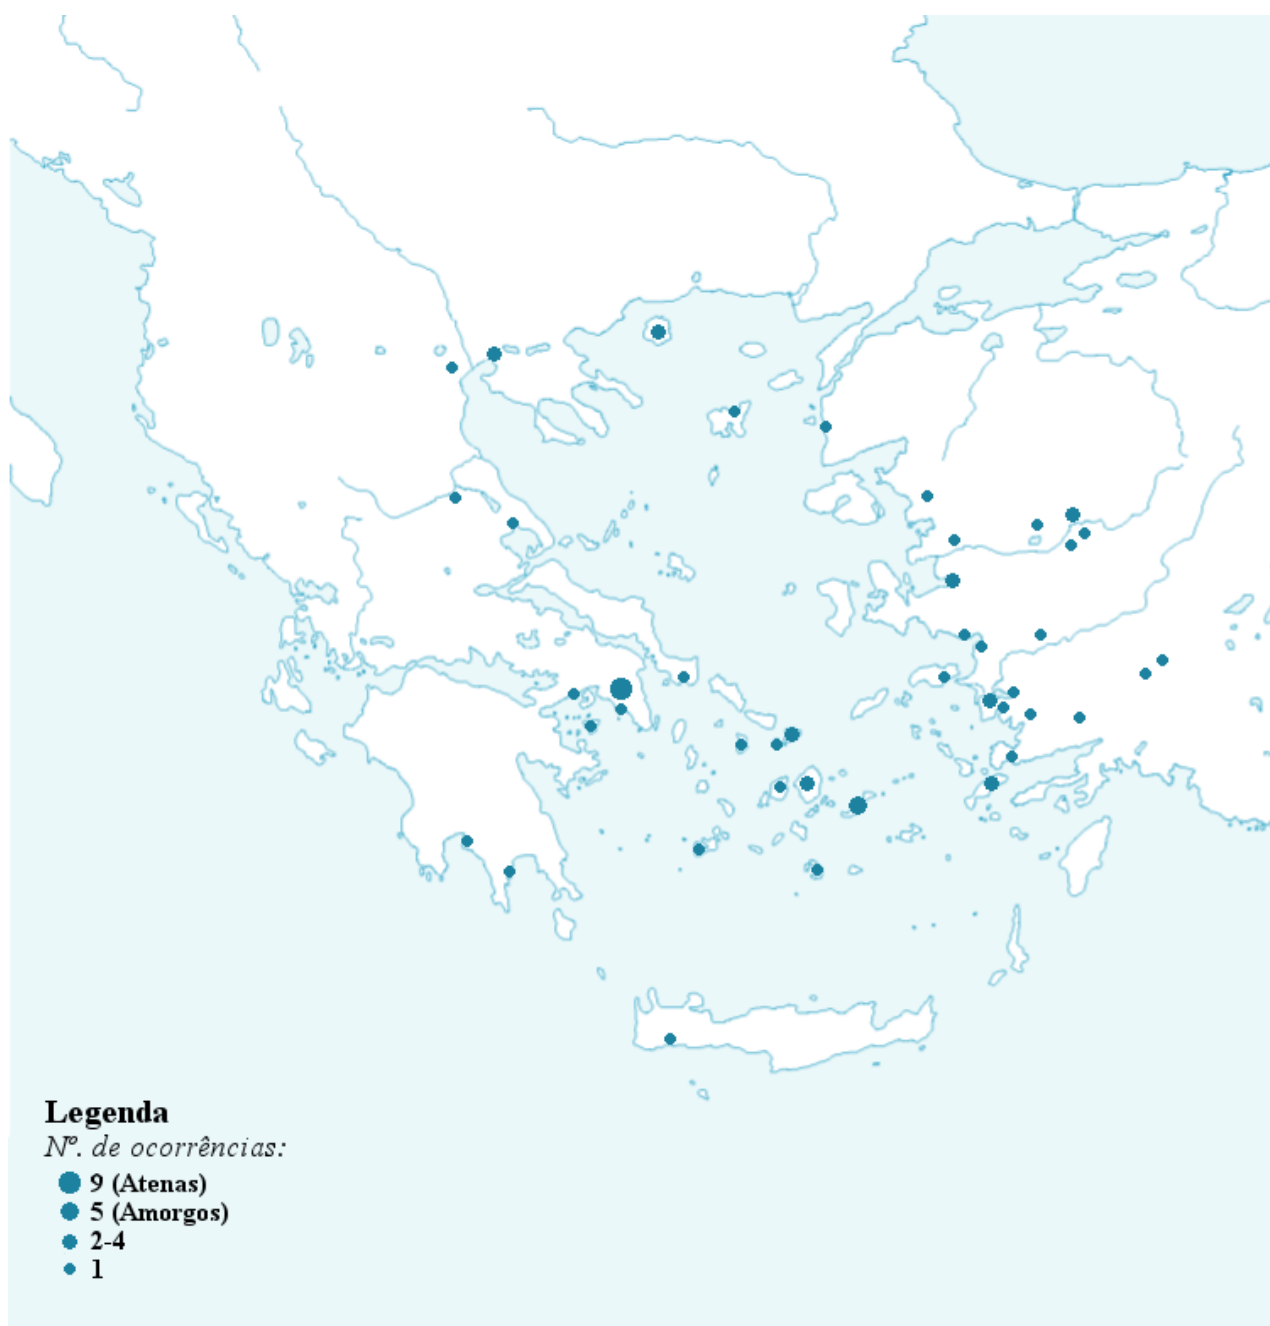 Legenda
Nº. de ocorrências:
9 (Atenas)
5 (Amorgos)
2-4
1